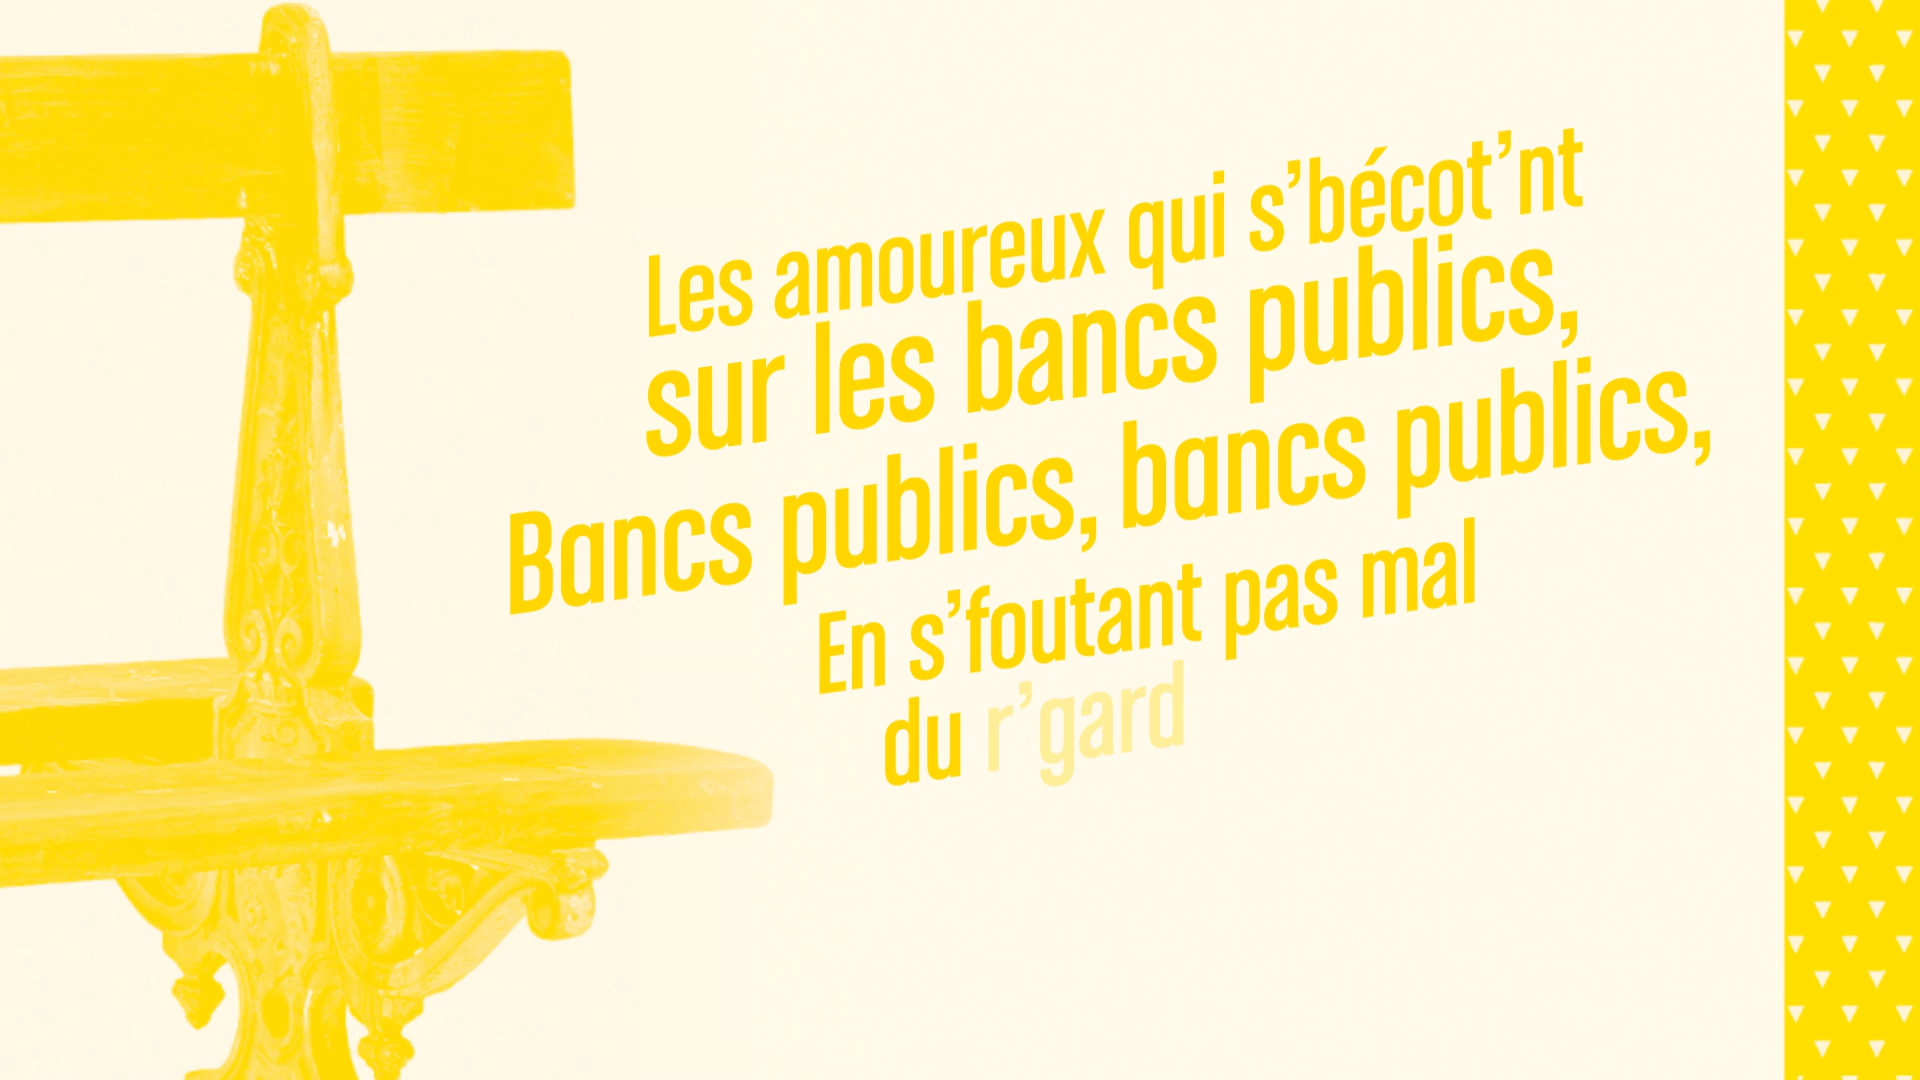 Les amoureux qui s’bécot’nt
sur les bancs publics,
Bancs publics, bancs publics,
En s’foutant pas mal
du r’gard